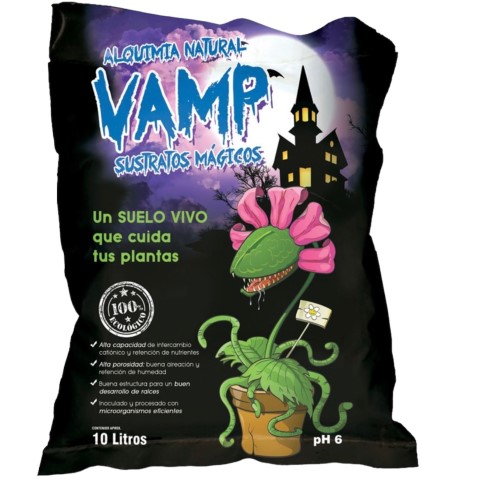 ALQUIMIA NATURAL
VAMP
SUSTRATOS MÁGICOS
Un SUELO VIVO
que cuida
tus plantas
100%
ECOLÓGICO
Alta capacidad de intercambio
catiónico y retención de nutrientes
Alta porosidad: buena aireación y
retención de humedad
Buena estructura para un buen
desarrollo de raíces
Inoculado y procesado con
microorganismos eficientes
CONTENIDO APROX.
10 Litros
pH 6